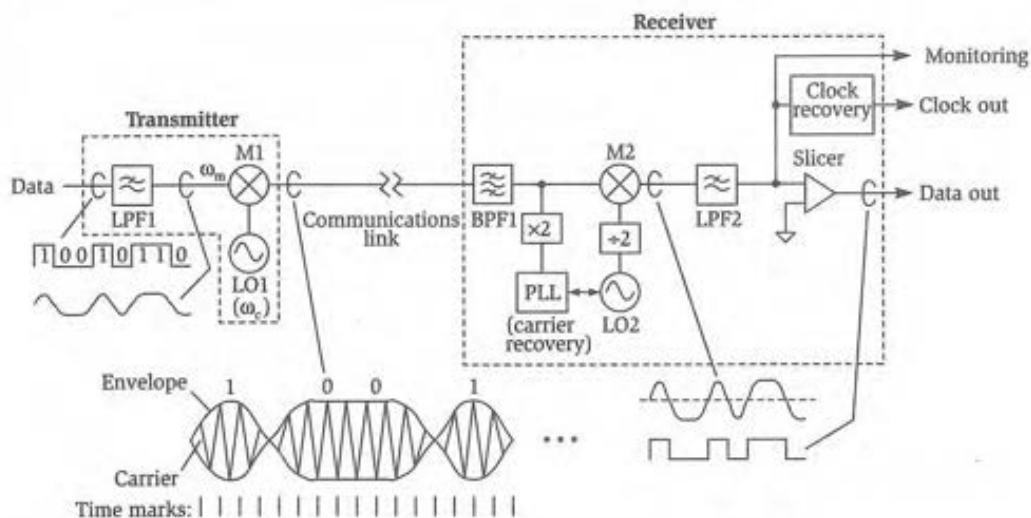 Receiver
Monitoring
Clock
recovery
Clock out
Transmitter
M1
M2
Slicer
Data
ωm
LPF1
BPF1
LPF2
Data out
Communications
link
×2
÷2
1 0 0 1 0 1 1 0
LO1
(ωc)
PLL
LO2
(carrier
recovery)
Envelope
1 0 0 1
...
Carrier
Time marks: